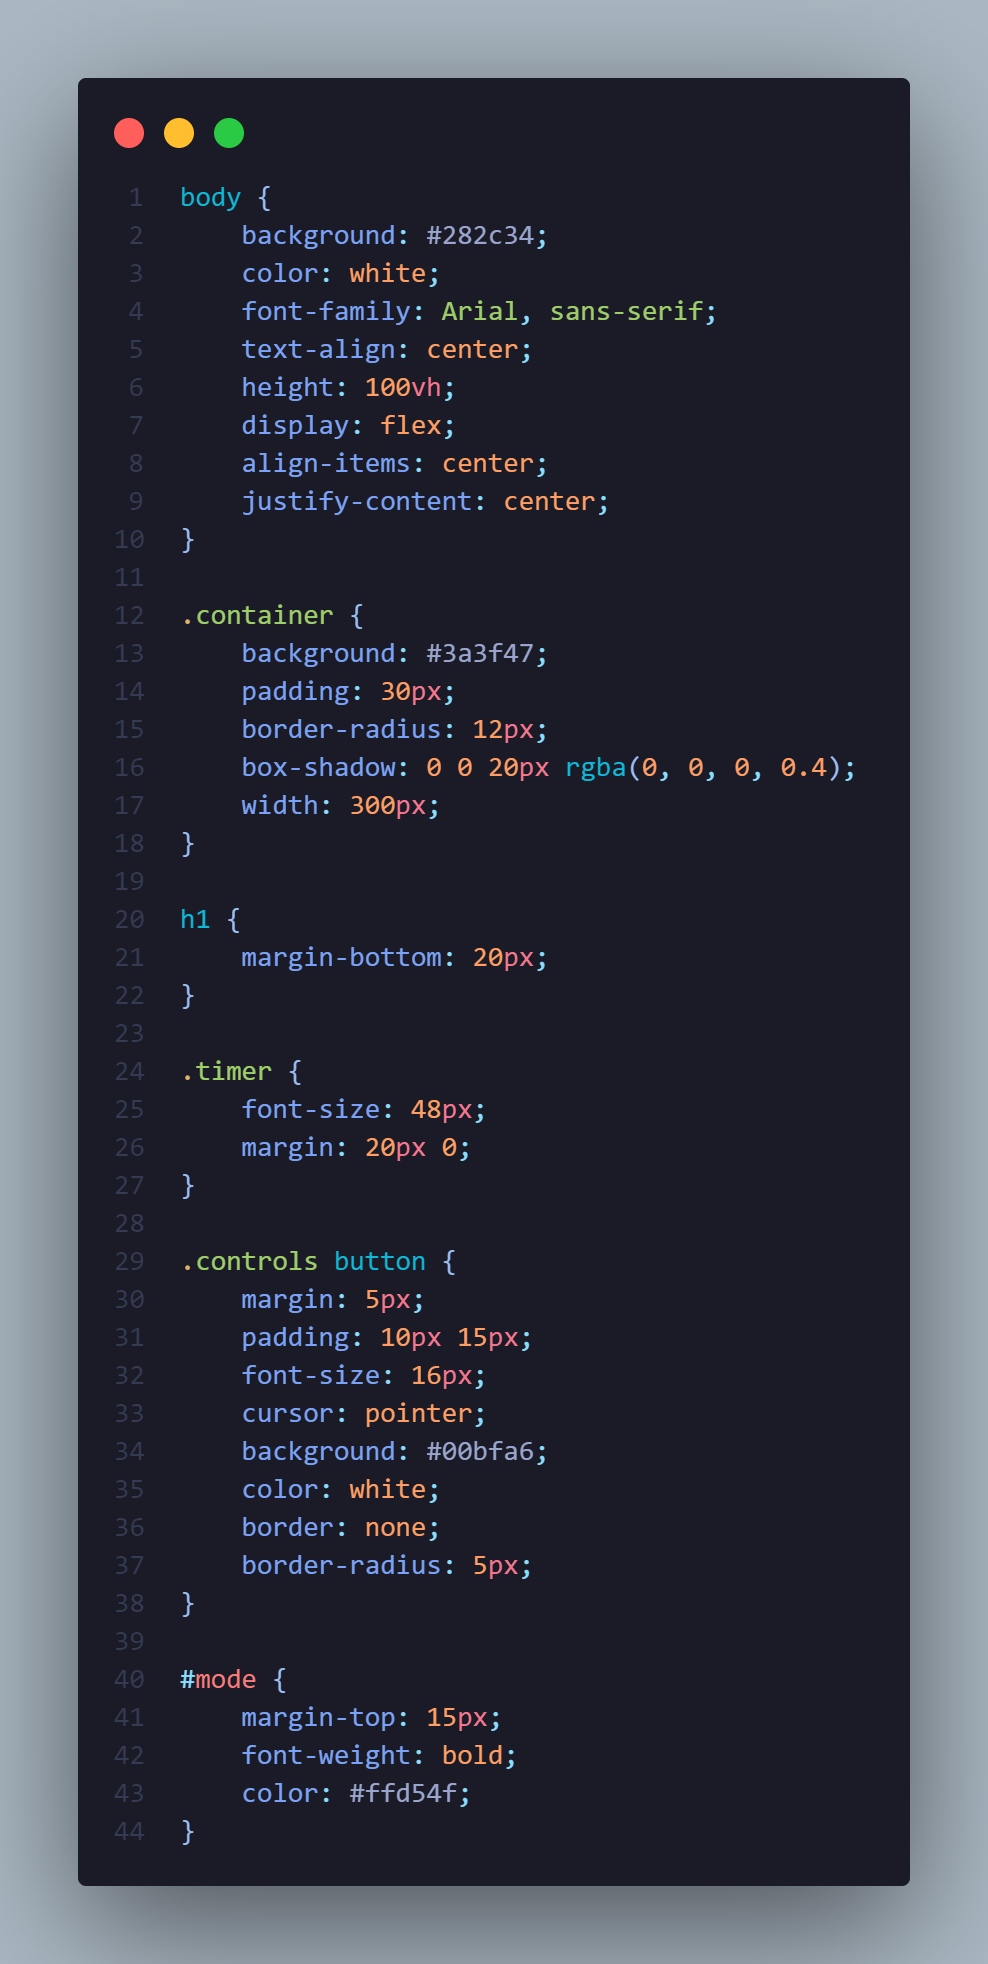 1 body {
2     background: #282c34;
3     color: white;
4     font-family: Arial, sans-serif;
5     text-align: center;
6     height: 100vh;
7     display: flex;
8     align-items: center;
9     justify-content: center;
10 }
11
12 .container {
13     background: #3a3f47;
14     padding: 30px;
15     border-radius: 12px;
16     box-shadow: 0 0 20px rgba(0, 0, 0, 0.4);
17     width: 300px;
18 }
19
20 h1 {
21     margin-bottom: 20px;
22 }
23
24 .timer {
25     font-size: 48px;
26     margin: 20px 0;
27 }
28
29 .controls button {
30     margin: 5px;
31     padding: 10px 15px;
32     font-size: 16px;
33     cursor: pointer;
34     background: #00bfa6;
35     color: white;
36     border: none;
37     border-radius: 5px;
38 }
39
40 #mode {
41     margin-top: 15px;
42     font-weight: bold;
43     color: #ffd54f;
44 }